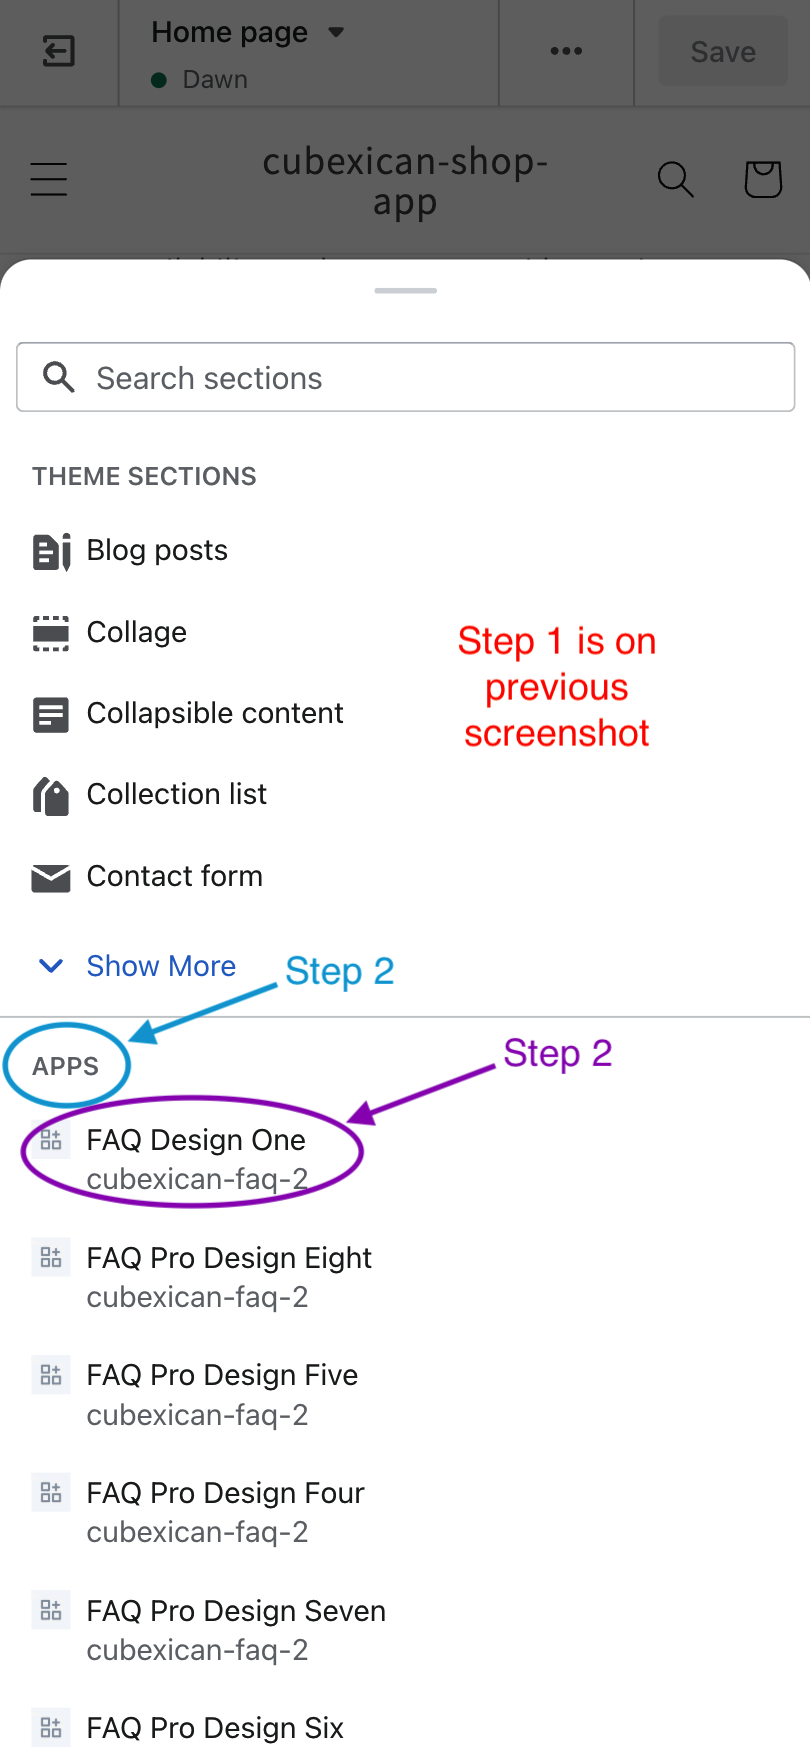 Home page
Dawn
Save
cubexican-shop-
app
Search sections
THEME SECTIONS
Blog posts
Collage
Step 1 is on
previous
screenshot
Collapsible content
Collection list
Contact form
Show More
Step 2
APPS
Step 2
FAQ Design One
cubexican-faq-2
FAQ Pro Design Eight
cubexican-faq-2
FAQ Pro Design Five
cubexican-faq-2
FAQ Pro Design Four
cubexican-faq-2
FAQ Pro Design Seven
cubexican-faq-2
FAQ Pro Design Six